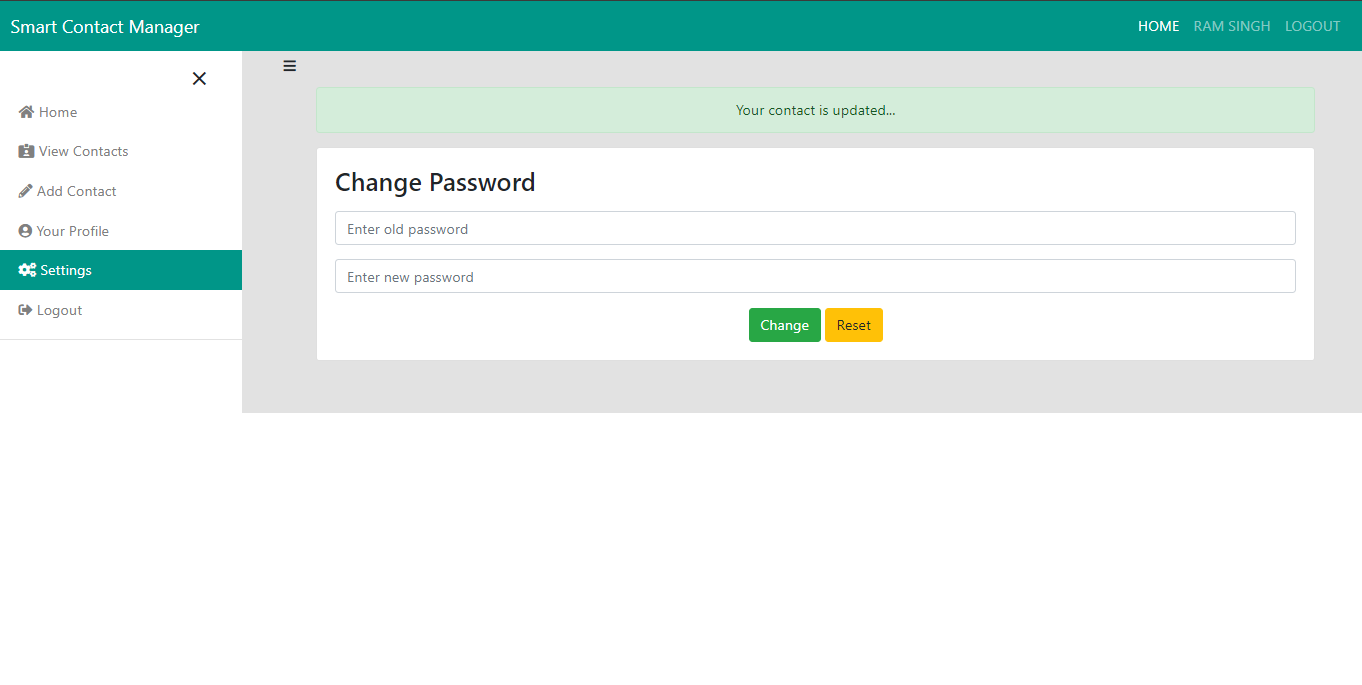 Smart Contact Manager
HOME RAM SINGH LOGOUT
Home
View Contacts
Add Contact
Your Profile
Settings
Logout
Your contact is updated...
Change Password
Enter old password
Enter new password
Change Reset